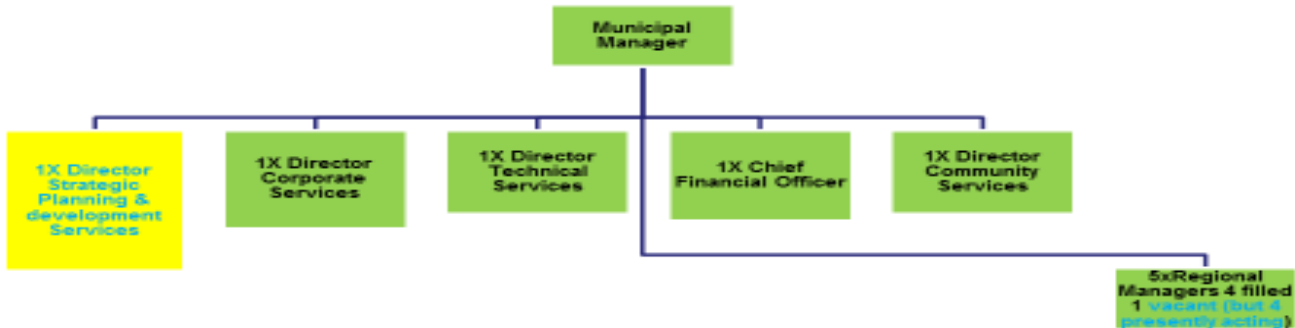 Municipal
Manager
1X Director
Strategic
Planning &
development
Services
1X Director
Corporate
Services
1X Director
Technical
Services
1X Chief
Financial Officer
1X Director
Community
Services
5xRegional
Managers 4 filled
1 vacant (but 4
presently acting)